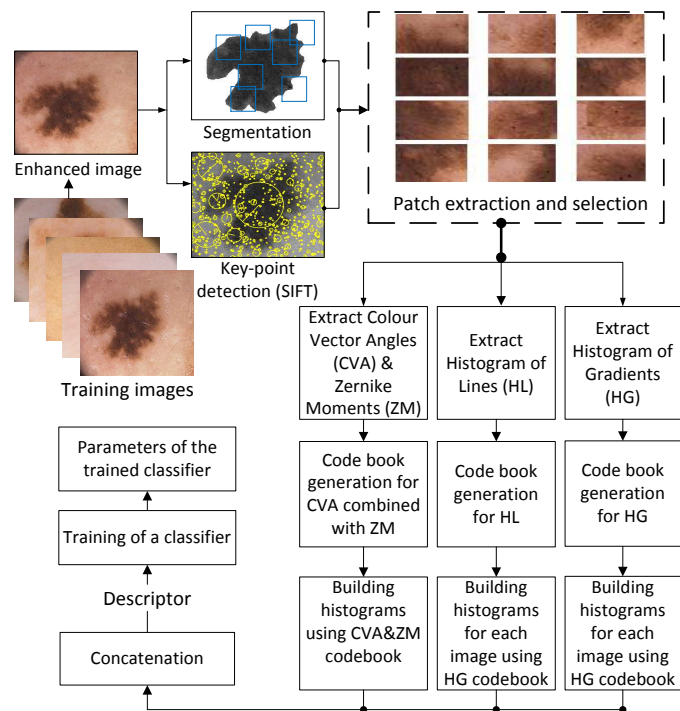 Segmentation
Enhanced image
Key-point
detection (SIFT)
Training images
Patch extraction and selection
Extract Colour
Vector Angles
(CVA) &
Zernike
Moments (ZM)
Extract
Histogram of
Lines (HL)
Extract
Histogram of
Gradients
(HG)
Code book
generation for
CVA combined
with ZM
Code book
generation
for HL
Code book
generation
for HG
Building
histograms
using CVA&ZM
codebook
Building
histograms
for each
image using
HG codebook
Building
histograms
for each
image using
HG codebook
Concatenation
Descriptor
Training of a classifier
Parameters of the
trained classifier